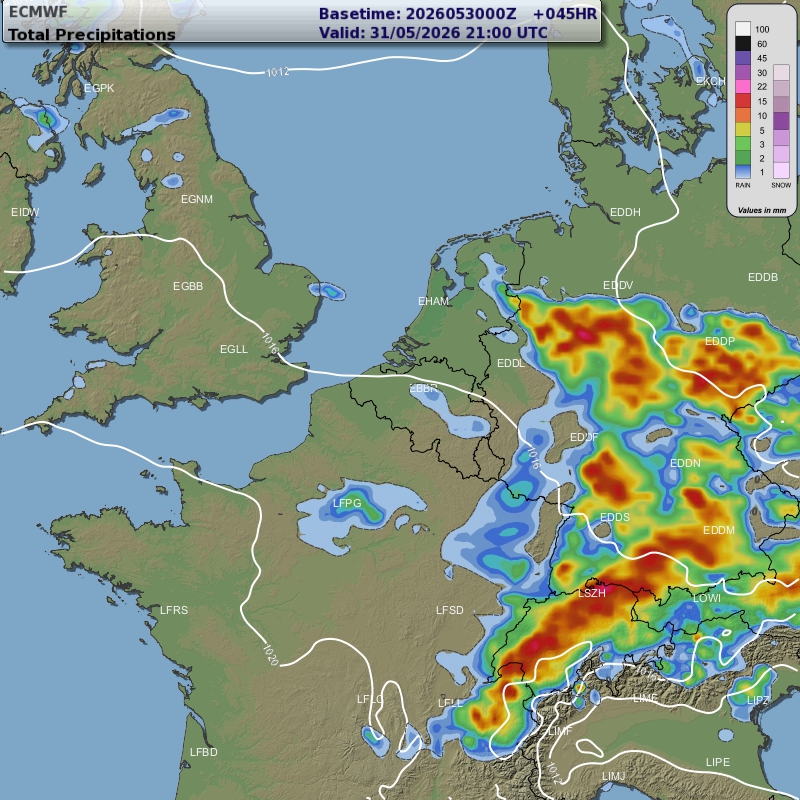 ECMWF
Basetime: 2026053000Z +045HR
Total Precipitations
Valid: 31/05/2026 21:00 UTC
100
60
45
30
22
15
10
5
3
2
1
RAIN
SNOW
Values in mm
1012
EGPK
EKCH
EIDW
EGNM
EDDH
EGBB
EHAM
EDDV
EDDB
EGLL
1016
EDDL
EDDP
EBBR
EDDF
1016
EDDN
LFPG
EDDS
EDDM
LFRS
LFSD
LSZH
LOWI
1020
LFLC
LFLL
LIME
LIPZ
LIMF
LFBD
1012
LIMJ
LIPE